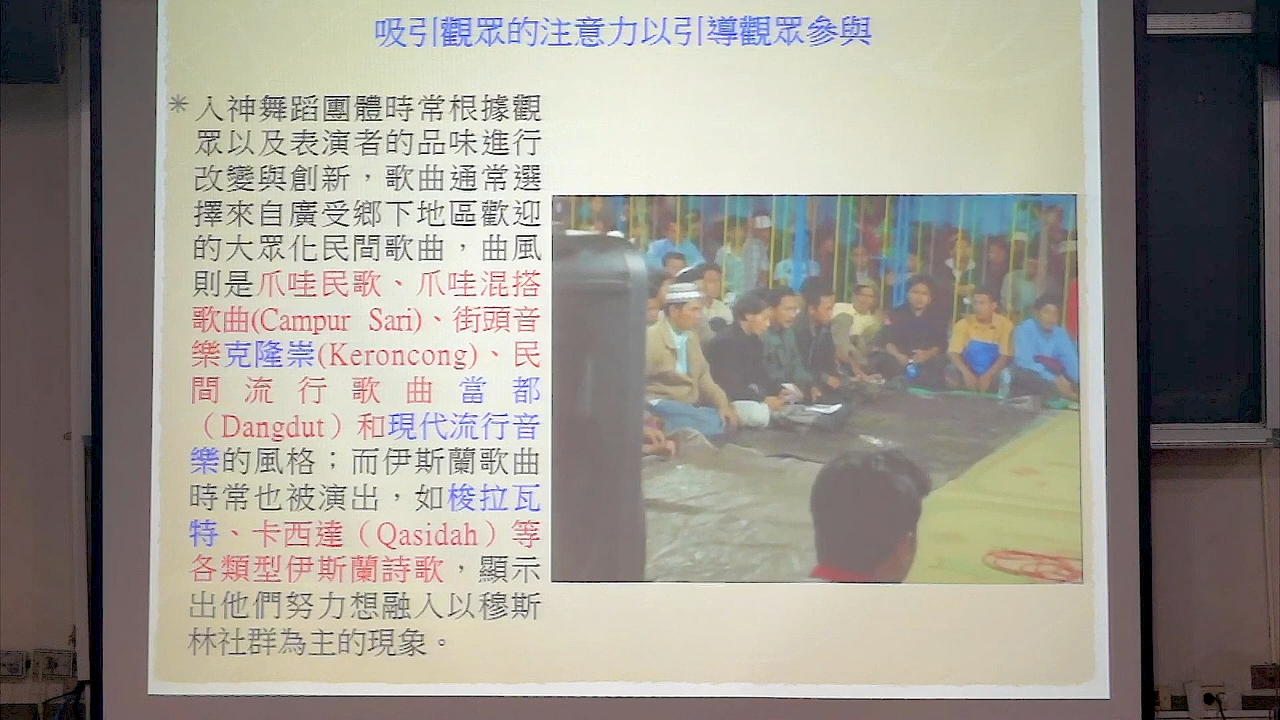 吸引觀眾的注意力以引導觀眾參與
*人神舞蹈團體時常根據觀
眾以及表演者的品味進行
改變與創新，歌曲通常選
擇來自廣受鄉下地區歡迎
的大眾化民間歌曲，曲風
則是爪哇民歌、爪哇混搭
歌曲(Campur Sari)、街頭音
樂克隆崇(Keroncong)、民
間流行歌曲當都
（Dangdut）和現代流行音
樂的風格；而伊斯蘭歌曲
時常也被演出，如梭拉瓦
特、卡西達（Qasidah）等
各類型伊斯蘭詩歌，顯示
出他們努力想融入以穆斯
林社群為主的現象。